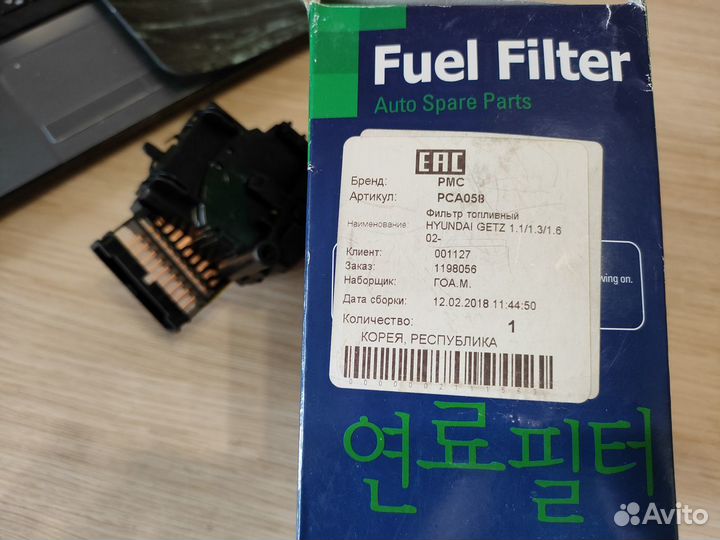 Fuel Filter
Auto Spare Parts
EAC
Бренд: PMC
Артикул: PCA058
Наименование: Фильтр топливный
HYUNDAI GETZ 1.1/1.3/1.6
02-
Клиент: 001127
Заказ: 1198056
Наборщик: ГОА.М.
Дата сборки: 12.02.2018 11:44:50
Количество: 1
КОРЕЯ, РЕСПУБЛИКА
wing on.
연료필터
Avito